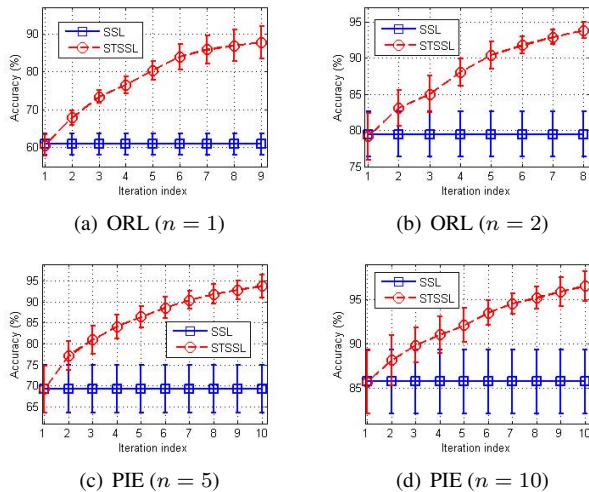 90
80
70
60
Accuracy (%)
SSL
STSSL
1 2 3 4 5 6 7 8 9
Iteration index
(a) ORL (n = 1)
95
90
85
80
75
Accuracy (%)
SSL
STSSL
1 2 3 4 5 6 7 8
Iteration index
(b) ORL (n = 2)
95
90
85
80
75
70
65
Accuracy (%)
SSL
STSSL
1 2 3 4 5 6 7 8 9 10
Iteration index
(c) PIE (n = 5)
95
90
85
Accuracy (%)
SSL
STSSL
1 2 3 4 5 6 7 8 9 10
Iteration index
(d) PIE (n = 10)